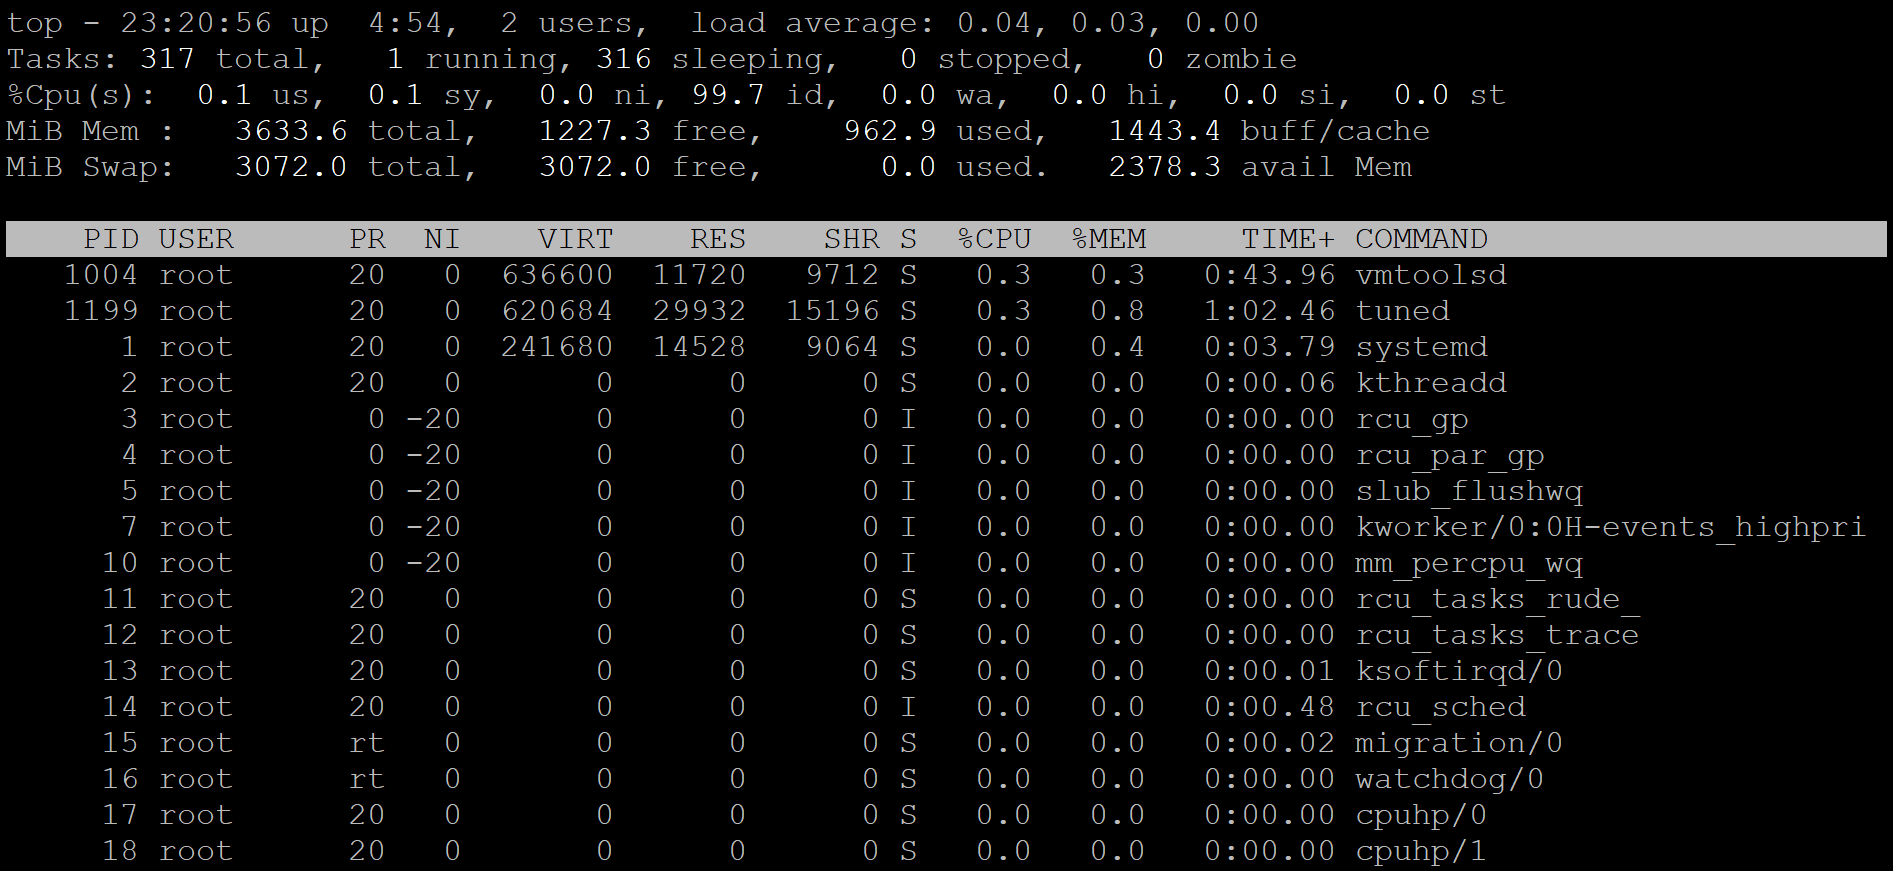 top - 23:20:56 up  4:54,  2 users,  load average: 0.04, 0.03, 0.00
Tasks: 317 total,   1 running, 316 sleeping,   0 stopped,   0 zombie
%Cpu(s):  0.1 us,  0.1 sy,  0.0 ni, 99.7 id,  0.0 wa,  0.0 hi,  0.0 si,  0.0 st
MiB Mem :   3633.6 total,   1227.3 free,    962.9 used,   1443.4 buff/cache
MiB Swap:   3072.0 total,   3072.0 free,      0.0 used.   2378.3 avail Mem
    PID USER      PR  NI    VIRT    RES    SHR S  %CPU  %MEM     TIME+ COMMAND
   1004 root      20   0  636600  11720   9712 S   0.3   0.3   0:43.96 vmtoolsd
   1199 root      20   0  620684  29932  15196 S   0.3   0.8   1:02.46 tuned
      1 root      20   0  241680  14528   9064 S   0.0   0.4   0:03.79 systemd
      2 root      20   0       0      0      0 S   0.0   0.0   0:00.06 kthreadd
      3 root       0 -20       0      0      0 I   0.0   0.0   0:00.00 rcu_gp
      4 root       0 -20       0      0      0 I   0.0   0.0   0:00.00 rcu_par_gp
      5 root       0 -20       0      0      0 I   0.0   0.0   0:00.00 slub_flushwq
      7 root       0 -20       0      0      0 I   0.0   0.0   0:00.00 kworker/0:0H-events_highpri
     10 root       0 -20       0      0      0 I   0.0   0.0   0:00.00 mm_percpu_wq
     11 root      20   0       0      0      0 S   0.0   0.0   0:00.00 rcu_tasks_rude_
     12 root      20   0       0      0      0 S   0.0   0.0   0:00.00 rcu_tasks_trace
     13 root      20   0       0      0      0 S   0.0   0.0   0:00.01 ksoftirqd/0
     14 root      20   0       0      0      0 I   0.0   0.0   0:00.48 rcu_sched
     15 root      rt   0       0      0      0 S   0.0   0.0   0:00.02 migration/0
     16 root      rt   0       0      0      0 S   0.0   0.0   0:00.00 watchdog/0
     17 root      20   0       0      0      0 S   0.0   0.0   0:00.00 cpuhp/0
     18 root      20   0       0      0      0 S   0.0   0.0   0:00.00 cpuhp/1